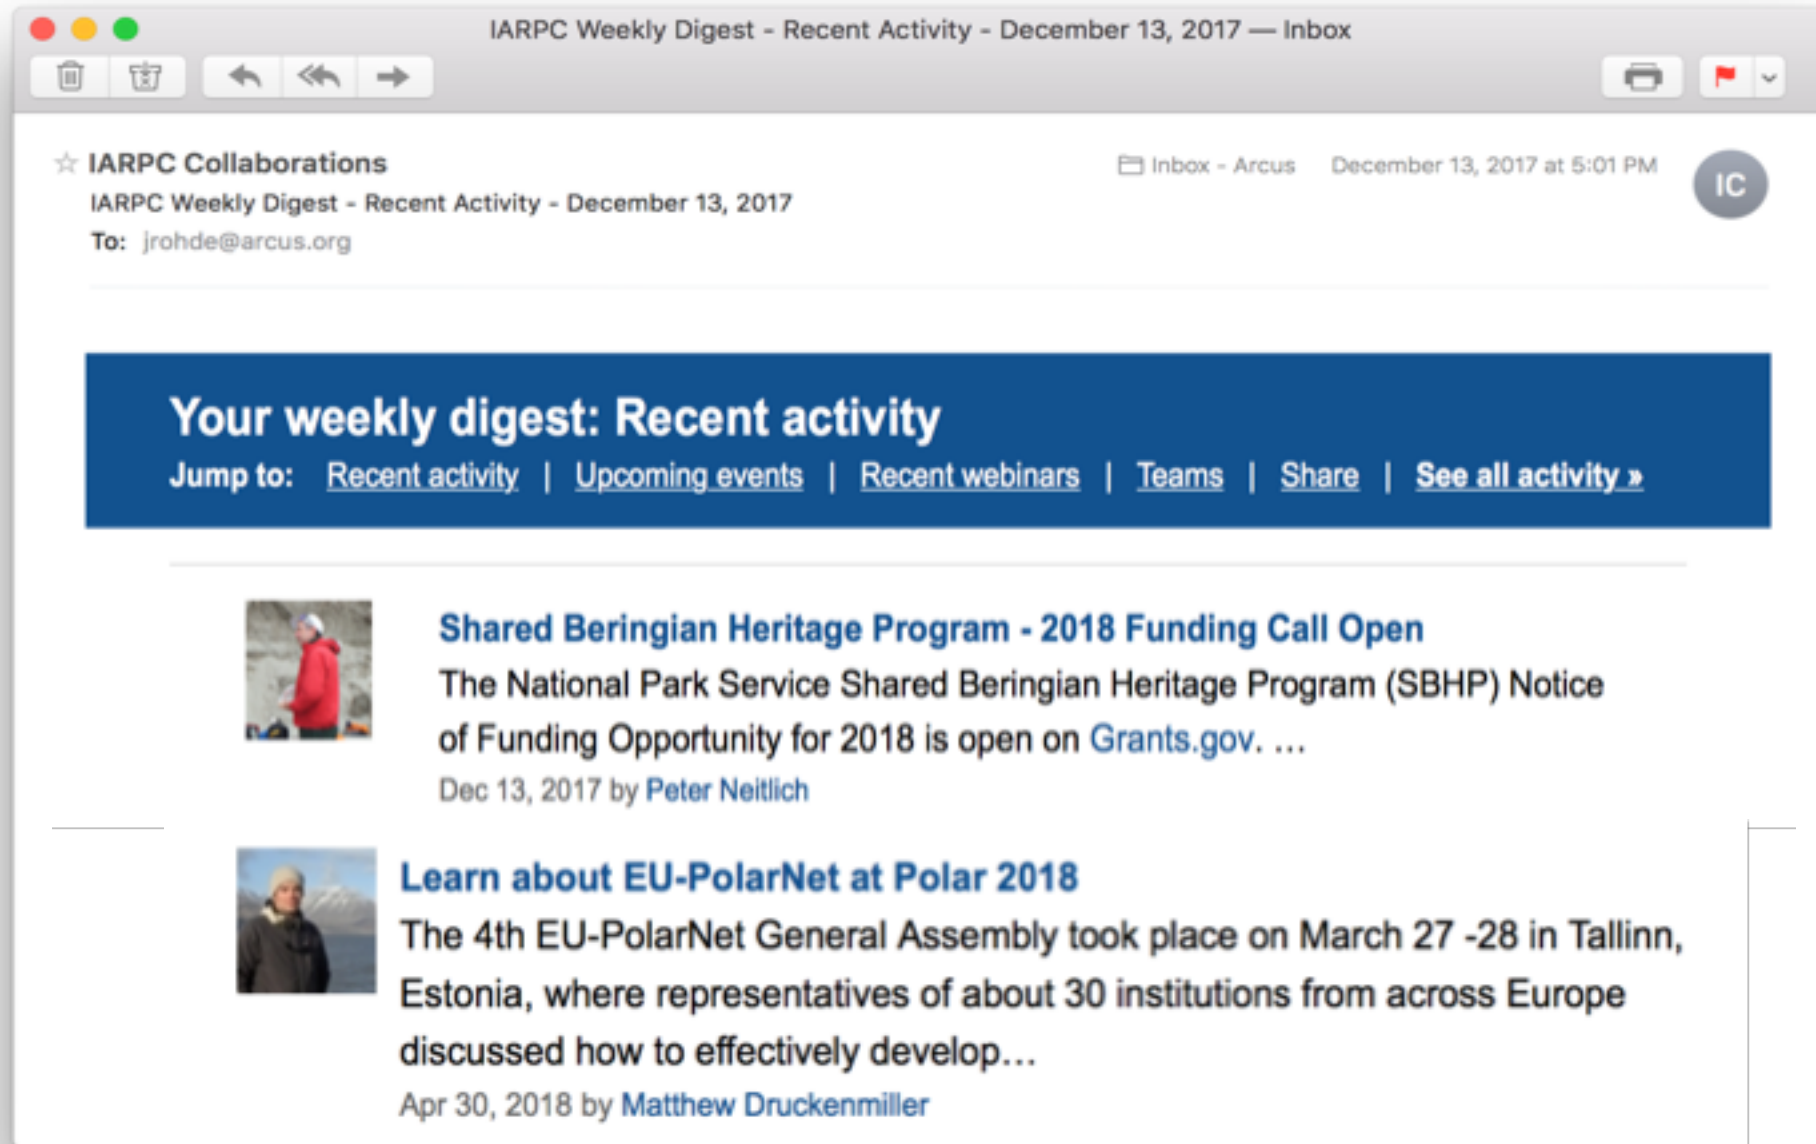 IARPC Weekly Digest - Recent Activity - December 13, 2017 — Inbox
IARPC Collaborations
Inbox - Arcus December 13, 2017 at 5:01 PM
IC
IARPC Weekly Digest - Recent Activity - December 13, 2017
To: jrohde@arcus.org
Your weekly digest: Recent activity
Jump to: Recent activity | Upcoming events | Recent webinars | Teams | Share | See all activity »
Shared Beringian Heritage Program - 2018 Funding Call Open
The National Park Service Shared Beringian Heritage Program (SBHP) Notice
of Funding Opportunity for 2018 is open on Grants.gov. ...
Dec 13, 2017 by Peter Neitlich
Learn about EU-PolarNet at Polar 2018
The 4th EU-PolarNet General Assembly took place on March 27 -28 in Tallinn,
Estonia, where representatives of about 30 institutions from across Europe
discussed how to effectively develop...
Apr 30, 2018 by Matthew Druckenmiller